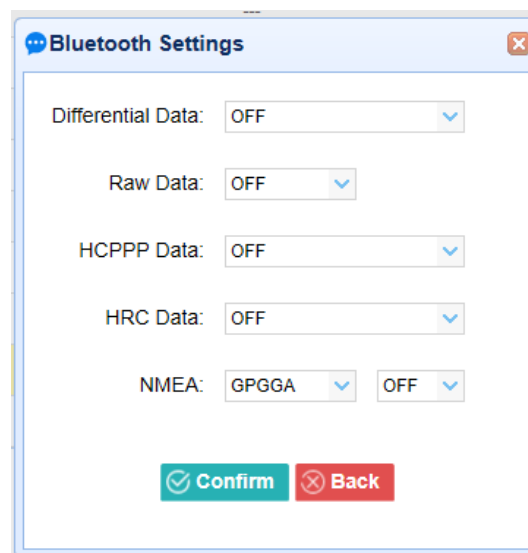 ---
Bluetooth Settings
Differential Data: OFF
Raw Data: OFF
HCPPP Data: OFF
HRC Data: OFF
NMEA: GPGGA OFF
Confirm Back